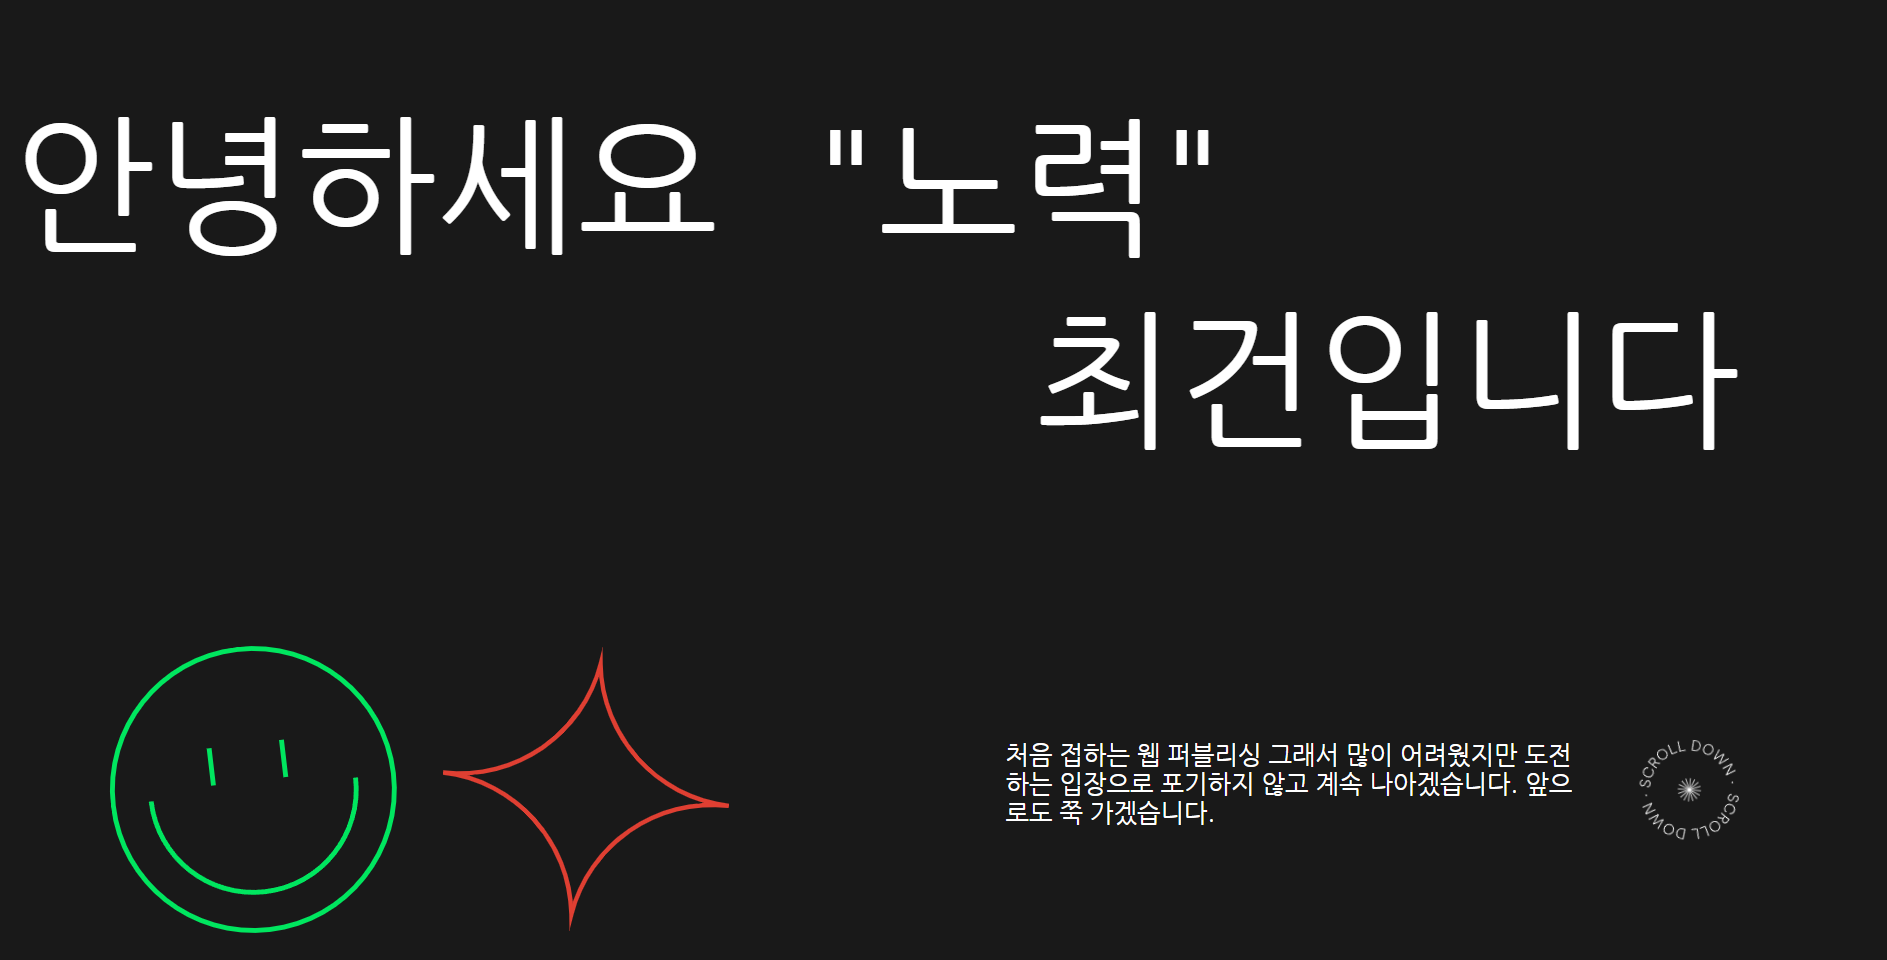 안녕하세요 "노력"
최건입니다
처음 접하는 웹 퍼블리싱 그래서 많이 어려웠지만 도전
하는 입장으로 포기하지 않고 계속 나아겠습니다. 앞으
로도 쭉 가겠습니다.
SCROLL DOWN · SCROLL DOWN ·